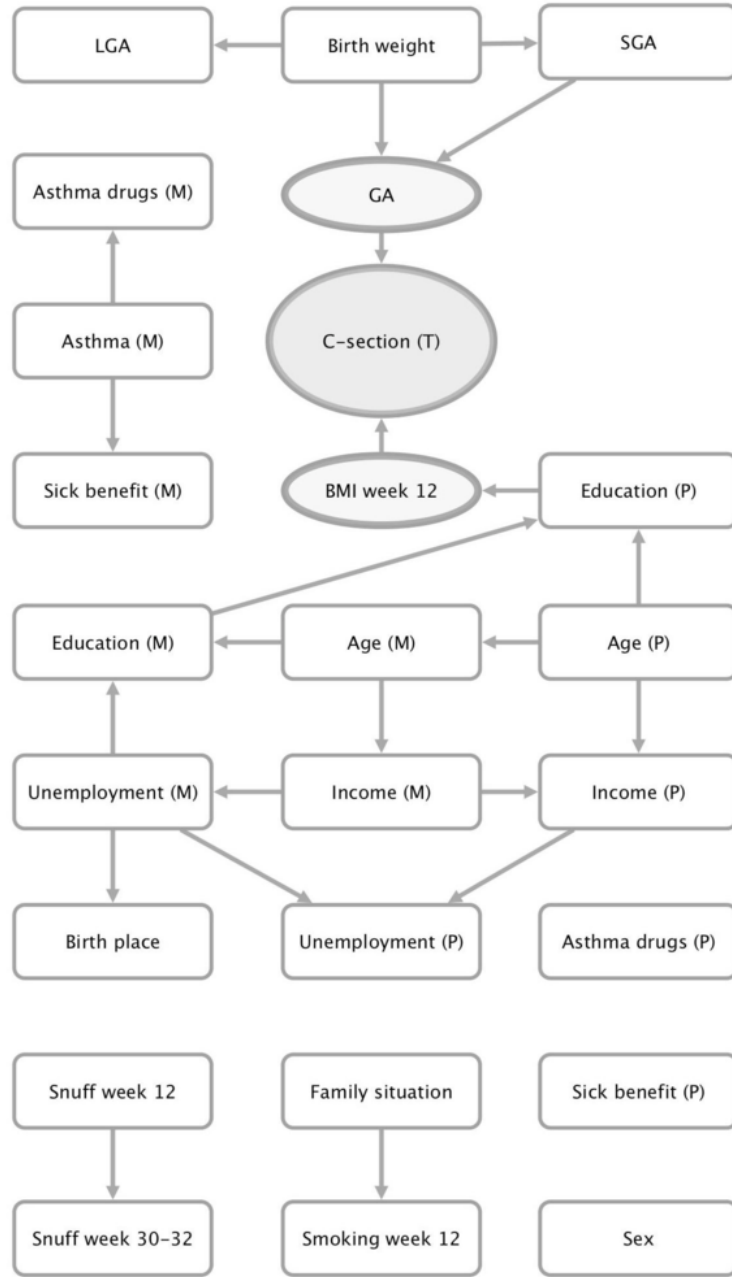 LGA
Birth weight
SGA
Asthma drugs (M)
GA
Asthma (M)
C-section (T)
Sick benefit (M)
BMI week 12
Education (P)
Education (M)
Age (M)
Age (P)
Unemployment (M)
Income (M)
Income (P)
Birth place
Unemployment (P)
Asthma drugs (P)
Snuff week 12
Family situation
Sick benefit (P)
Snuff week 30-32
Smoking week 12
Sex